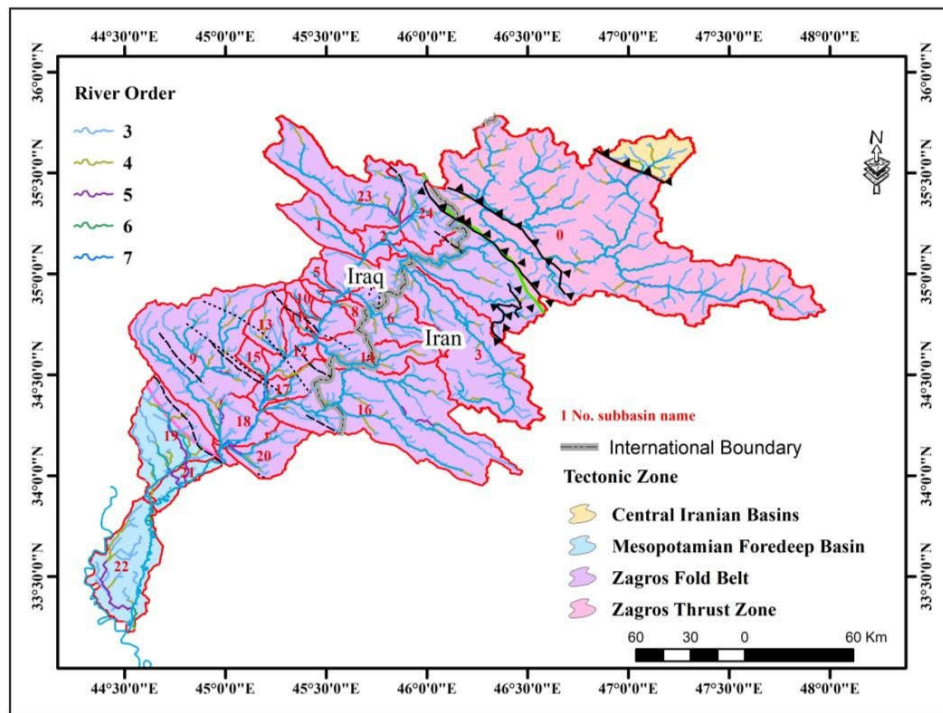 44°30'0"E 45°0'0"E 45°30'0"E 46°0'0"E 46°30'0"E 47°0'0"E 47°30'0"E 48°0'0"E
36°0'0"N
35°30'0"N
35°0'0"N
34°30'0"N
34°0'0"N
33°30'0"N
River Order
3
4
5
6
7
N
23
24
1
2
0
5
7
Iraq
10
8
6
11
Iran
13
3
12
15
14
9
17
16
18
19
20
21
22
1 No. subbasin name
International Boundary
Tectonic Zone
Central Iranian Basins
Mesopotamian Foredeep Basin
Zagros Fold Belt
Zagros Thrust Zone
60 30 0 60 Km
36°0'0"N
35°30'0"N
35°0'0"N
34°30'0"N
34°0'0"N
33°30'0"N
44°30'0"E 45°0'0"E 45°30'0"E 46°0'0"E 46°30'0"E 47°0'0"E 47°30'0"E 48°0'0"E